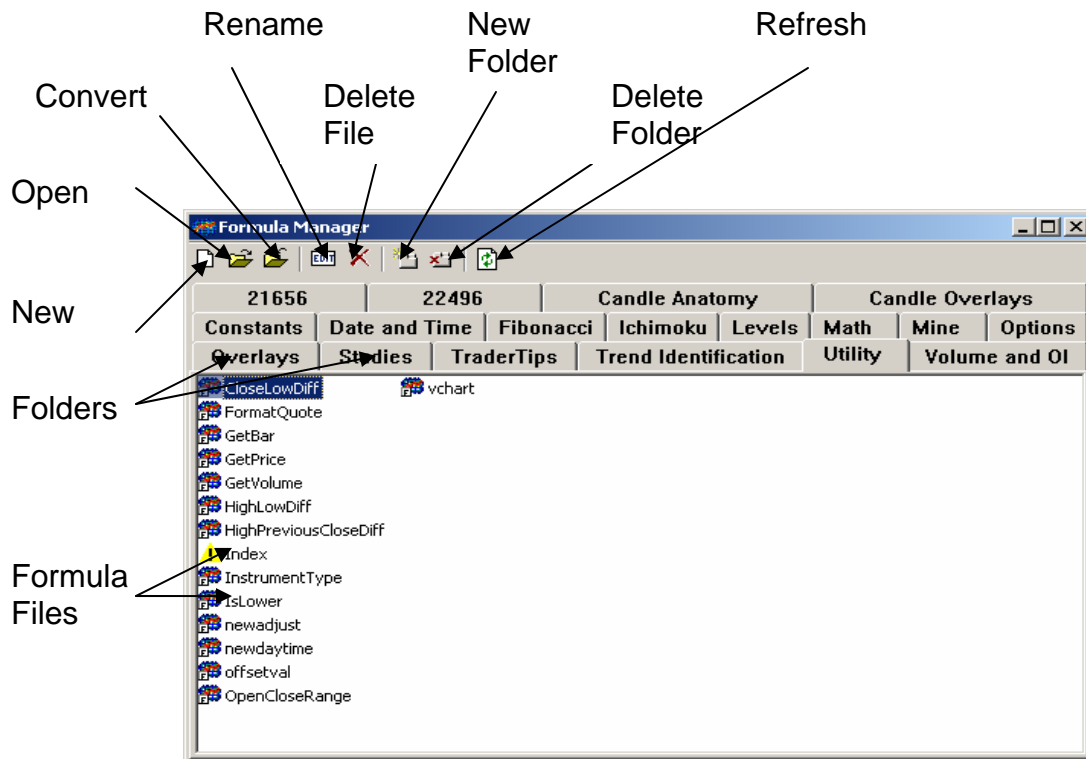 Rename
New
Folder
Refresh
Convert
Delete
File
Delete
Folder
Open
Formula Manager
EDIT
New
21656 22496 Candle Anatomy Candle Overlays
Constants Date and Time Fibonacci Ichimoku Levels Math Mine Options
Overlays Studies TraderTips Trend Identification Utility Volume and OI
Folders
CloseLowDiff vchart
FormatQuote
GetBar
GetPrice
GetVolume
HighLowDiff
HighPreviousCloseDiff
Index
Formula
Files
InstrumentType
IsLower
newadjust
newdaytime
offsetval
OpenCloseRange